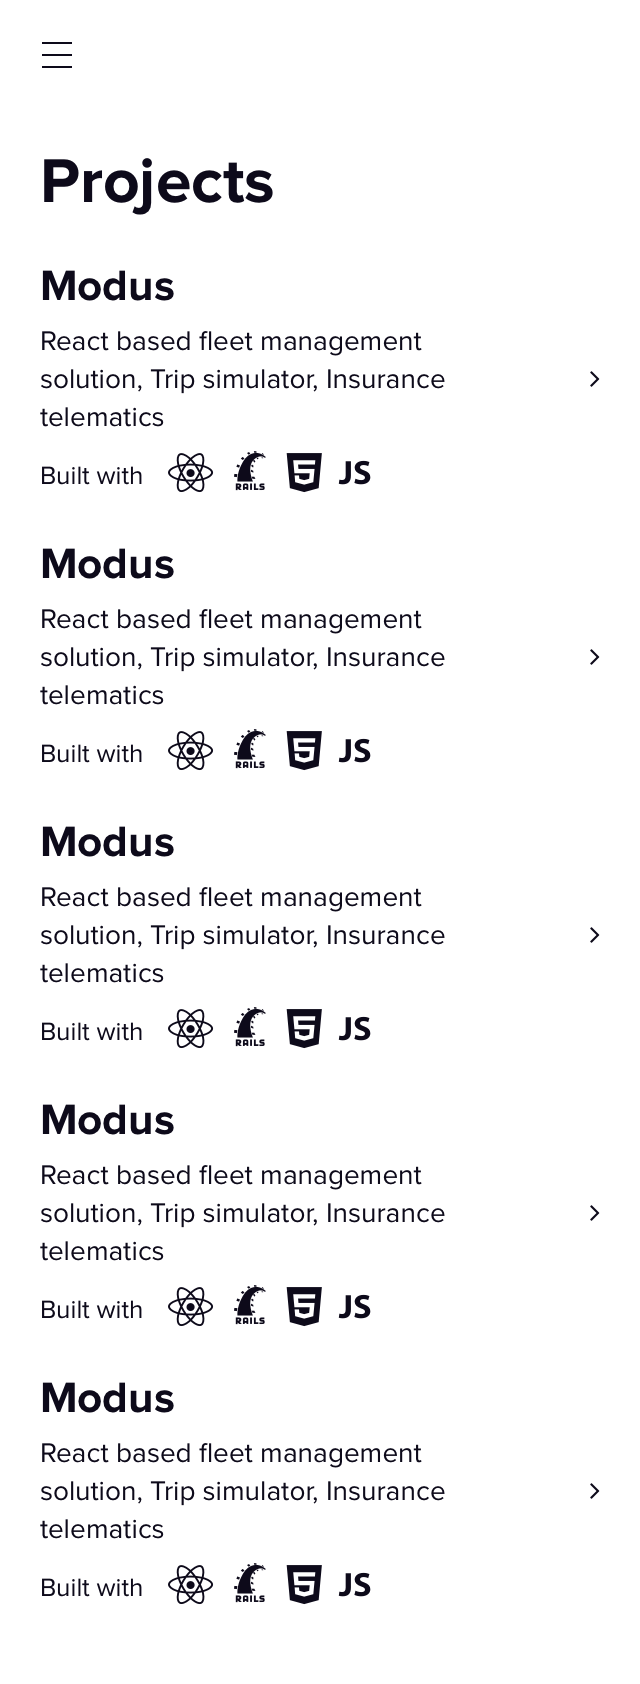 Projects
Modus
React based fleet management
solution, Trip simulator, Insurance
telematics
Built with RAILS 5 JS
Modus
React based fleet management
solution, Trip simulator, Insurance
telematics
Built with RAILS 5 JS
Modus
React based fleet management
solution, Trip simulator, Insurance
telematics
Built with RAILS 5 JS
Modus
React based fleet management
solution, Trip simulator, Insurance
telematics
Built with RAILS 5 JS
Modus
React based fleet management
solution, Trip simulator, Insurance
telematics
Built with RAILS 5 JS